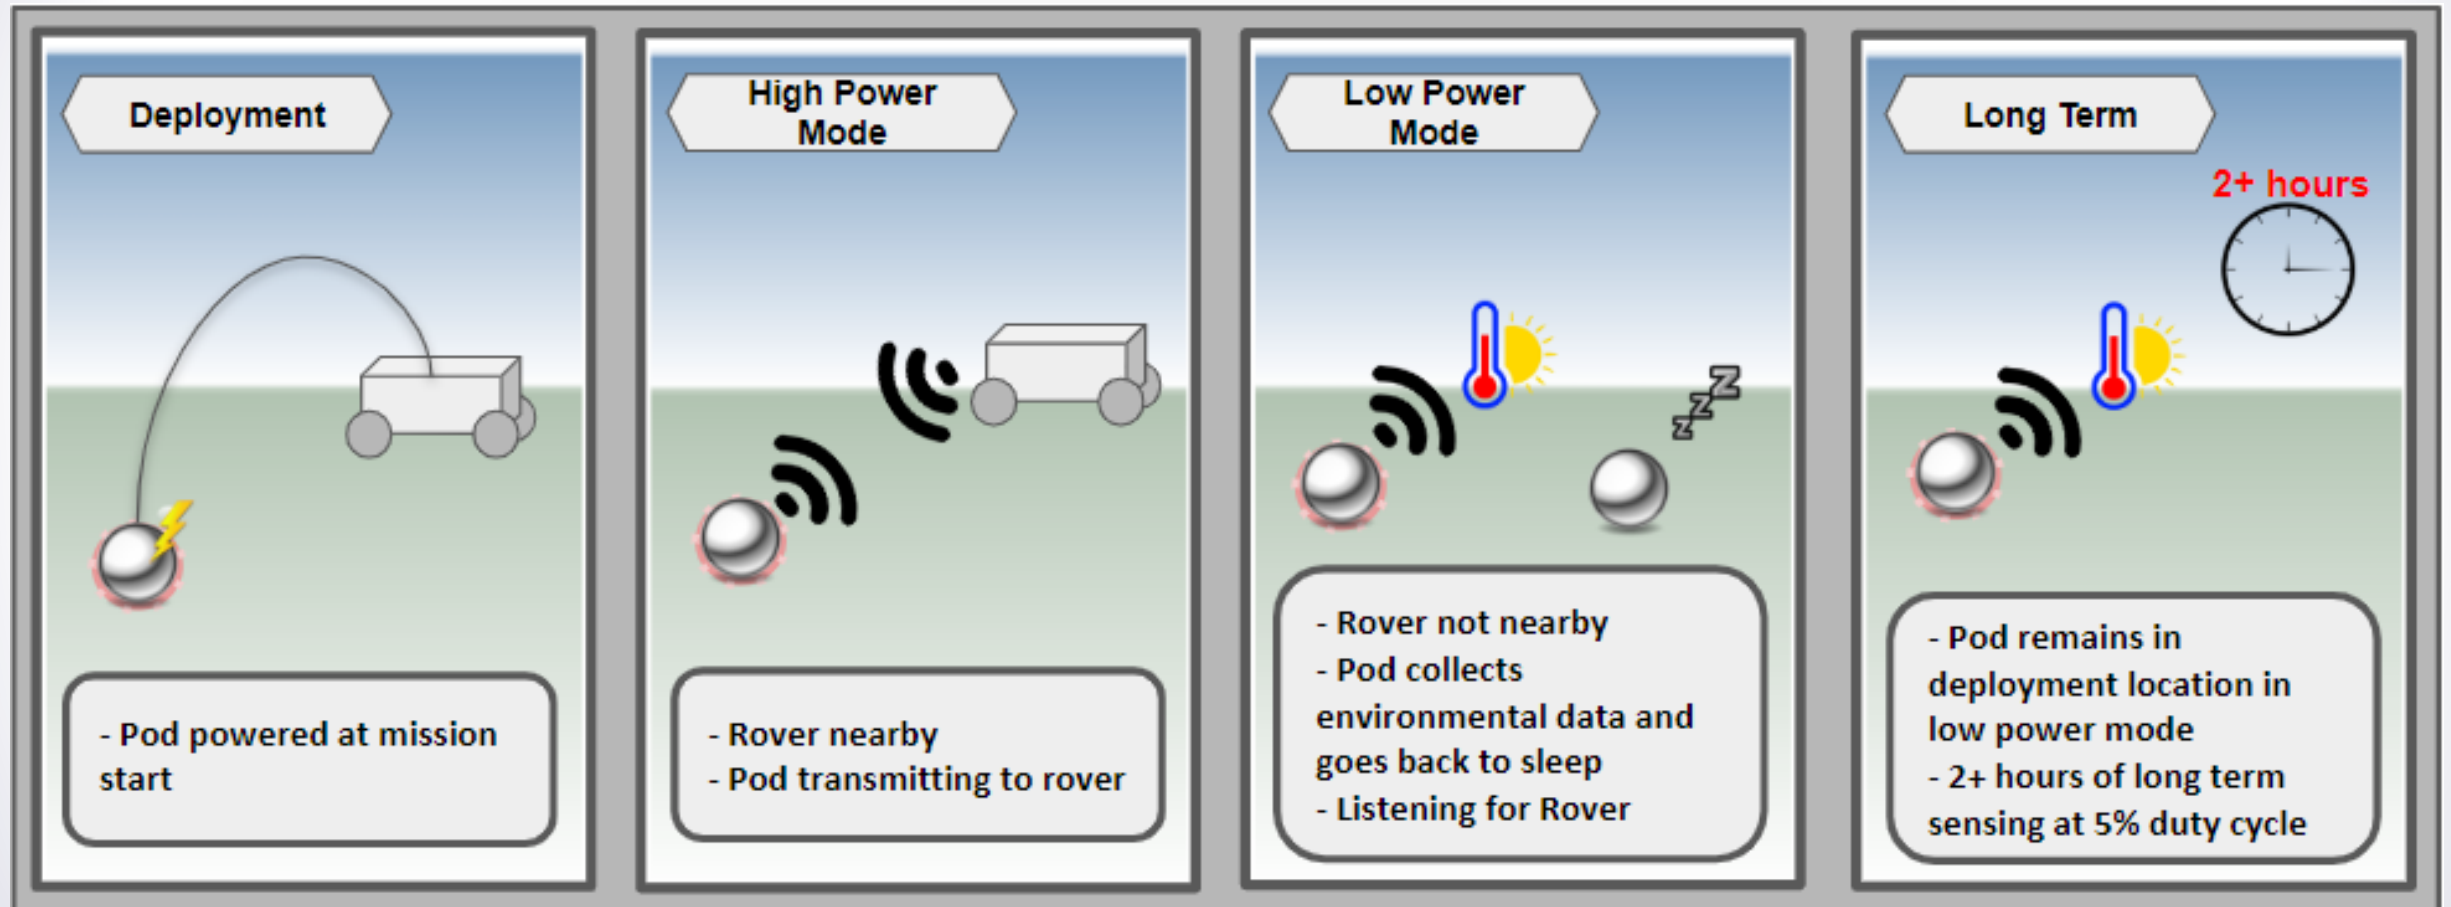 Deployment
- Pod powered at mission
start
High Power
Mode
- Rover nearby
- Pod transmitting to rover
Low Power
Mode
z z z
- Rover not nearby
- Pod collects
environmental data and
goes back to sleep
- Listening for Rover
Long Term
2+ hours
- Pod remains in
deployment location in
low power mode
- 2+ hours of long term
sensing at 5% duty cycle